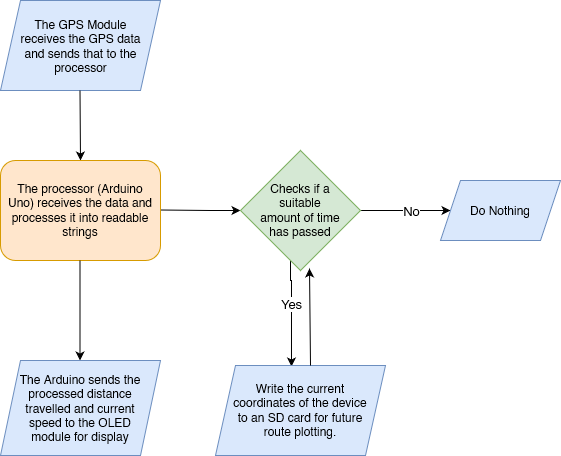 The GPS Module
receives the GPS data
and sends that to the
processor
The processor (Arduino
Uno) receives the data and
processes it into readable
strings
Checks if a
suitable
amount of time
has passed
No
Do Nothing
Yes
The Arduino sends the
processed distance
travelled and current
speed to the OLED
module for display
Write the current
coordinates of the device
to an SD card for future
route plotting.